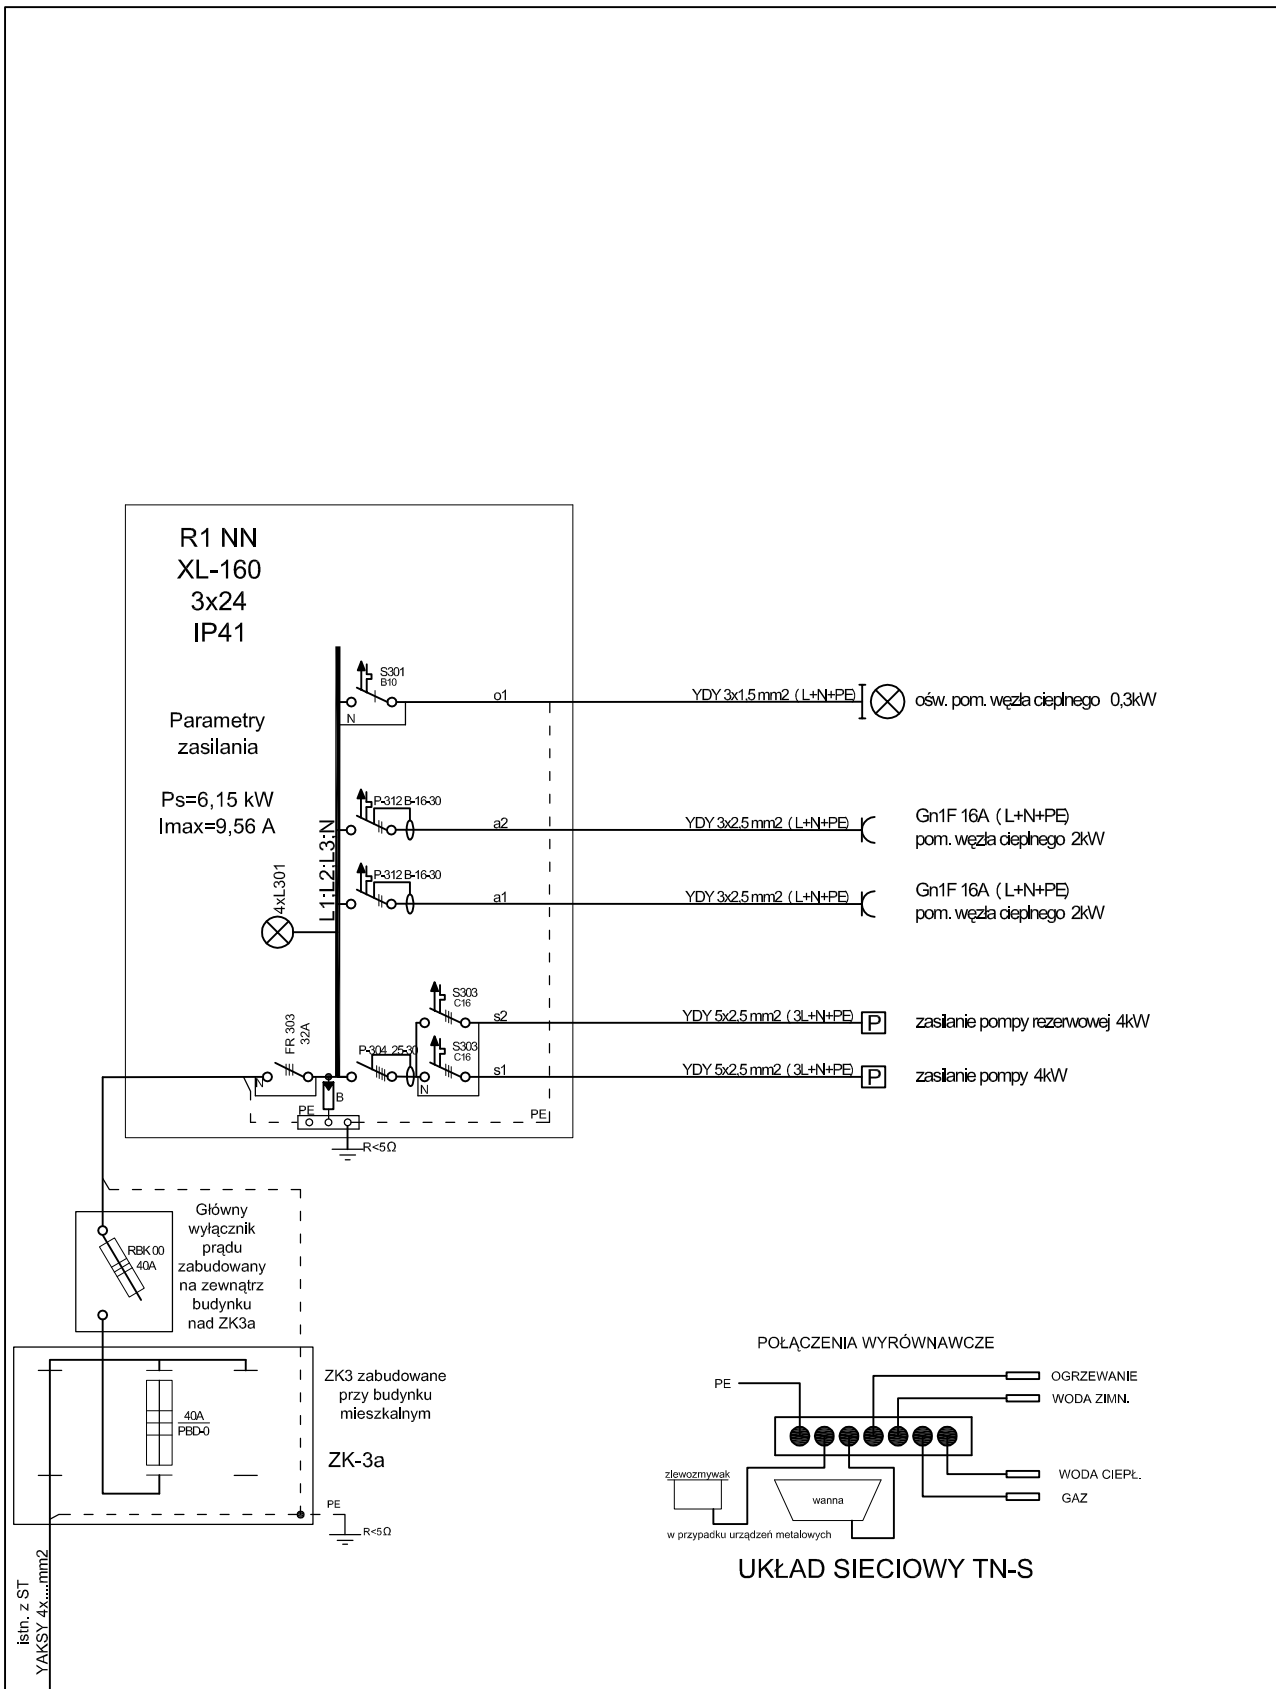 R1 NN
XL-160
3x24
IP41
Parametry
zasilania
Ps=6,15 kW
Imax=9,56 A
4xL301
L1;L2;L3;N
S301
B10
N
o1
YDY 3x1,5 mm2 (L+N+PE)
ośw. pom. węzła cieplnego 0,3kW
P-312 B-16-30
a2
YDY 3x2,5 mm2 (L+N+PE)
Gn1F 16A (L+N+PE)
pom. węzła cieplnego 2kW
P-312 B-16-30
a1
YDY 3x2,5 mm2 (L+N+PE)
Gn1F 16A (L+N+PE)
pom. węzła cieplnego 2kW
S303
C16
s2
YDY 5x2,5 mm2 (3L+N+PE)
P
zasilanie pompy rezerwowej 4kW
FR 303
32A
N
P-304 25-30
S303
C16
N
s1
YDY 5x2,5 mm2 (3L+N+PE)
P
zasilanie pompy 4kW
B
PE
PE
R<5Ω
Główny
wyłącznik
prądu
zabudowany
na zewnątrz
budynku
nad ZK3a
RBK 00
40A
ZK3 zabudowane
przy budynku
mieszkalnym
ZK-3a
40A
PBD-0
PE
R<5Ω
istn. z ST
YAKSY 4x....mm2
POŁĄCZENIA WYRÓWNAWCZE
PE
OGRZEWANIE
WODA ZIMN.
WODA CIEPŁ.
GAZ
zlewozmywak
wanna
w przypadku urządzeń metalowych
UKŁAD SIECIOWY TN-S